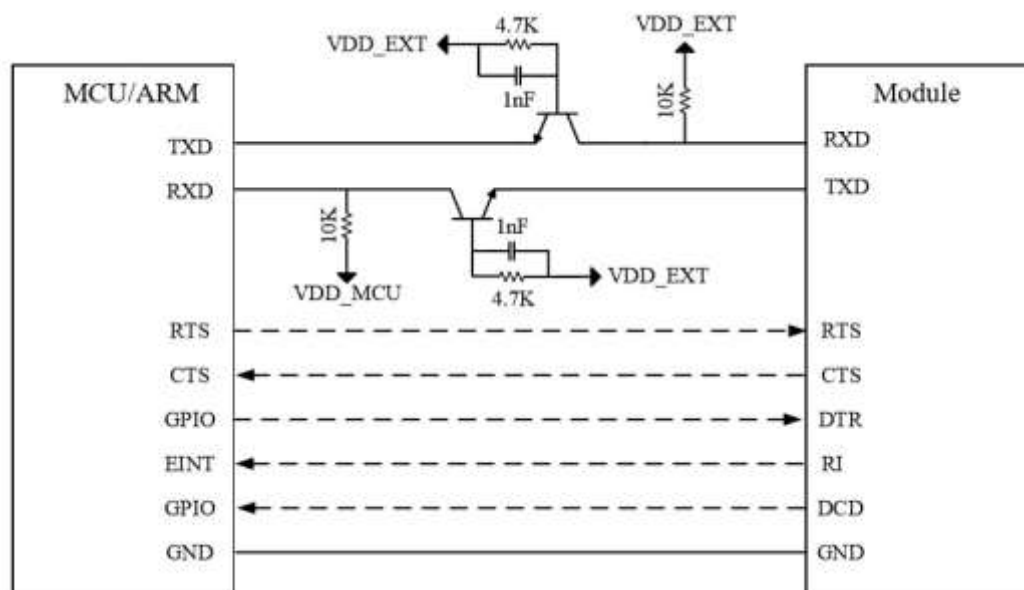 4.7K
VDD_EXT
VDD_EXT
1nF
10K
MCU/ARM
Module
TXD
RXD
RXD
TXD
10K
1nF
VDD_EXT
4.7K
VDD_MCU
RTS
RTS
CTS
CTS
GPIO
DTR
EINT
RI
GPIO
DCD
GND
GND